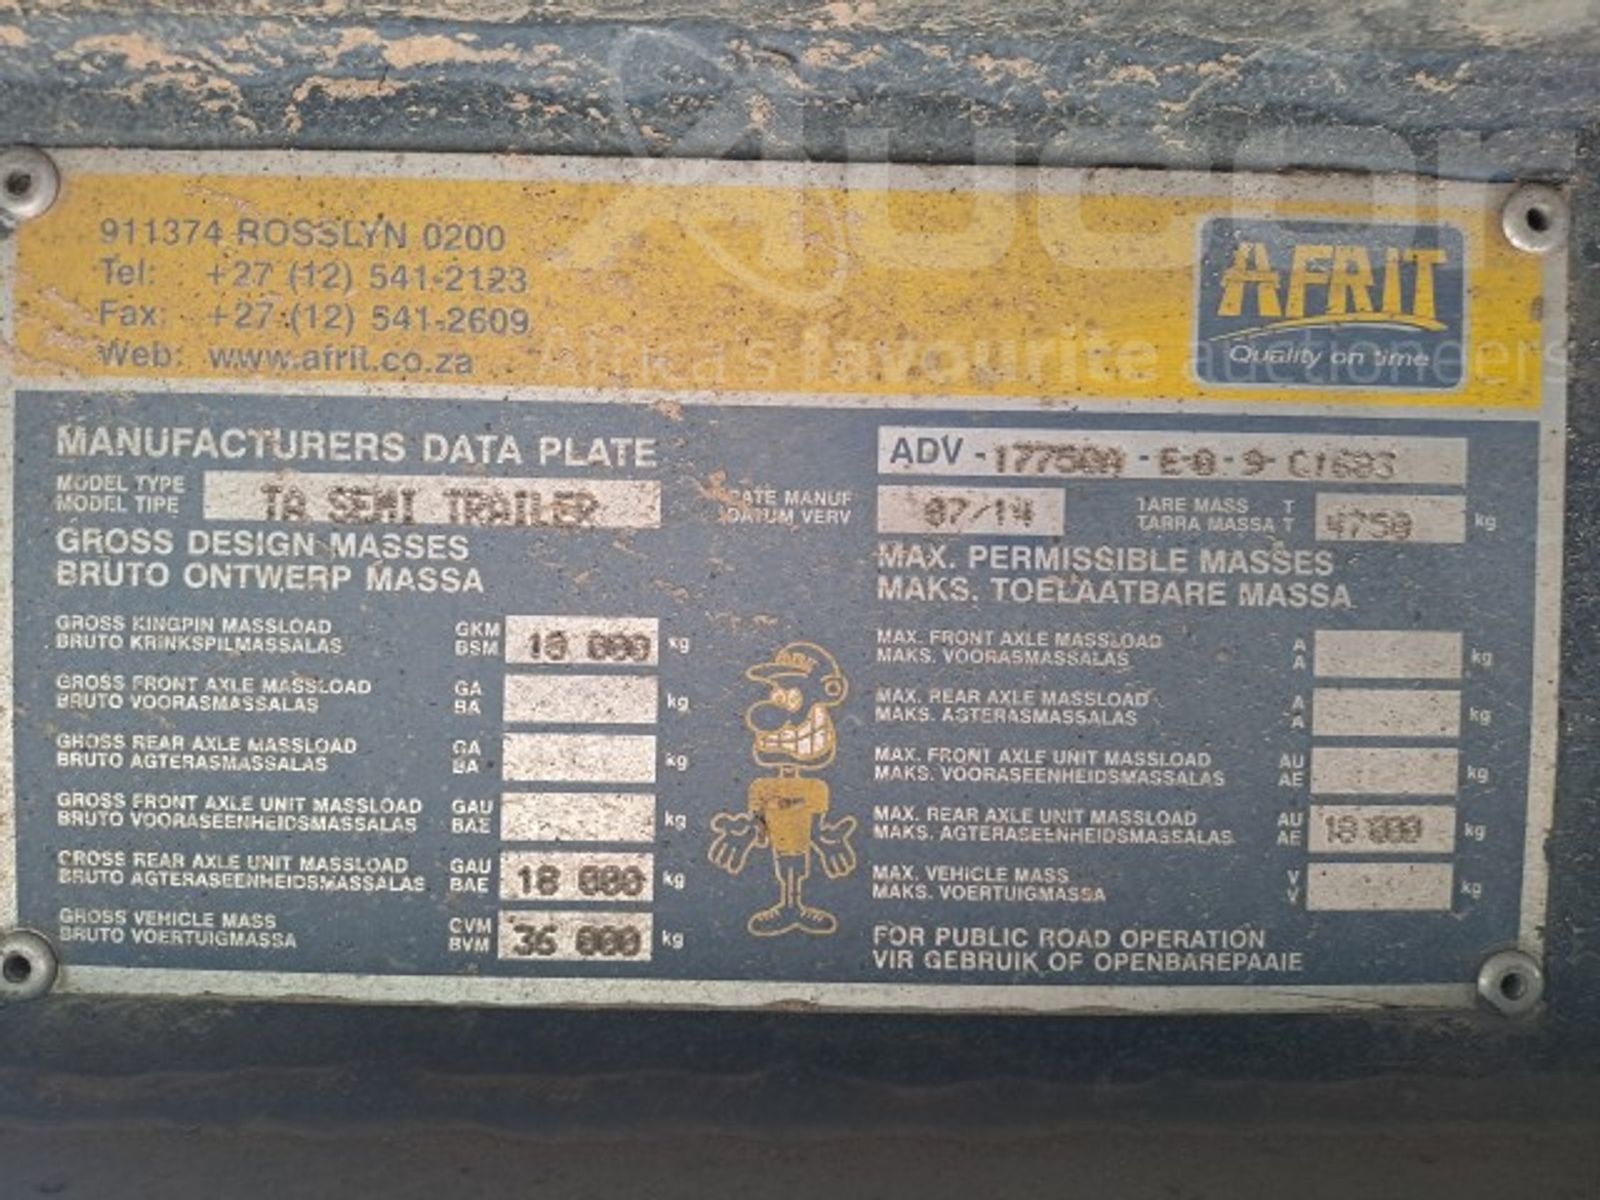 Aucor
Africa's favourite auctioneers
911374 ROSSLYN 0200
Tel: +27 (12) 541-2123
Fax: +27 (12) 541-2609
Web: www.afrit.co.za
AFRIT
Quality on time
MANUFACTURERS DATA PLATE
MODEL TYPE
MODEL TIPE
TA SEMI TRAILER
ADV -
DATE MANUF
DATUM VERV
07/14
TARE MASS T
TARRA MASSA T
4750 kg
GROSS DESIGN MASSES
BRUTO ONTWERP MASSA
GROSS KINGPIN MASSLOAD GKM
BRUTO KRINKSPILMASSALAS BSM
18 000 kg
GROSS FRONT AXLE MASSLOAD GA
BRUTO VOORASMASSALAS BA
kg
GROSS REAR AXLE MASSLOAD GA
BRUTO AGTERASMASSALAS BA
kg
GROSS FRONT AXLE UNIT MASSLOAD GAU
BRUTO VOORASEENHEIDSMASSALAS BAE
kg
GROSS REAR AXLE UNIT MASSLOAD GAU
BRUTO AGTERASEENHEIDSMASSALAS BAE
18 000 kg
GROSS VEHICLE MASS GVM
BRUTO VOERTUIGMASSA BVM
36 000 kg
MAX. PERMISSIBLE MASSES
MAKS. TOELAATBARE MASSA
MAX. FRONT AXLE MASSLOAD A
MAKS. VOORASMASSALAS A
kg
MAX. REAR AXLE MASSLOAD A
MAKS. AGTERASMASSALAS A
kg
MAX. FRONT AXLE UNIT MASSLOAD AU
MAKS. VOORASEENHEIDSMASSALAS AE
kg
MAX. REAR AXLE UNIT MASSLOAD AU
MAKS. AGTERASEENHEIDSMASSALAS AE
18 000 kg
MAX. VEHICLE MASS V
MAKS. VOERTUIGMASSA V
kg
FOR PUBLIC ROAD OPERATION
VIR GEBRUIK OF OPENBAREPAAIE